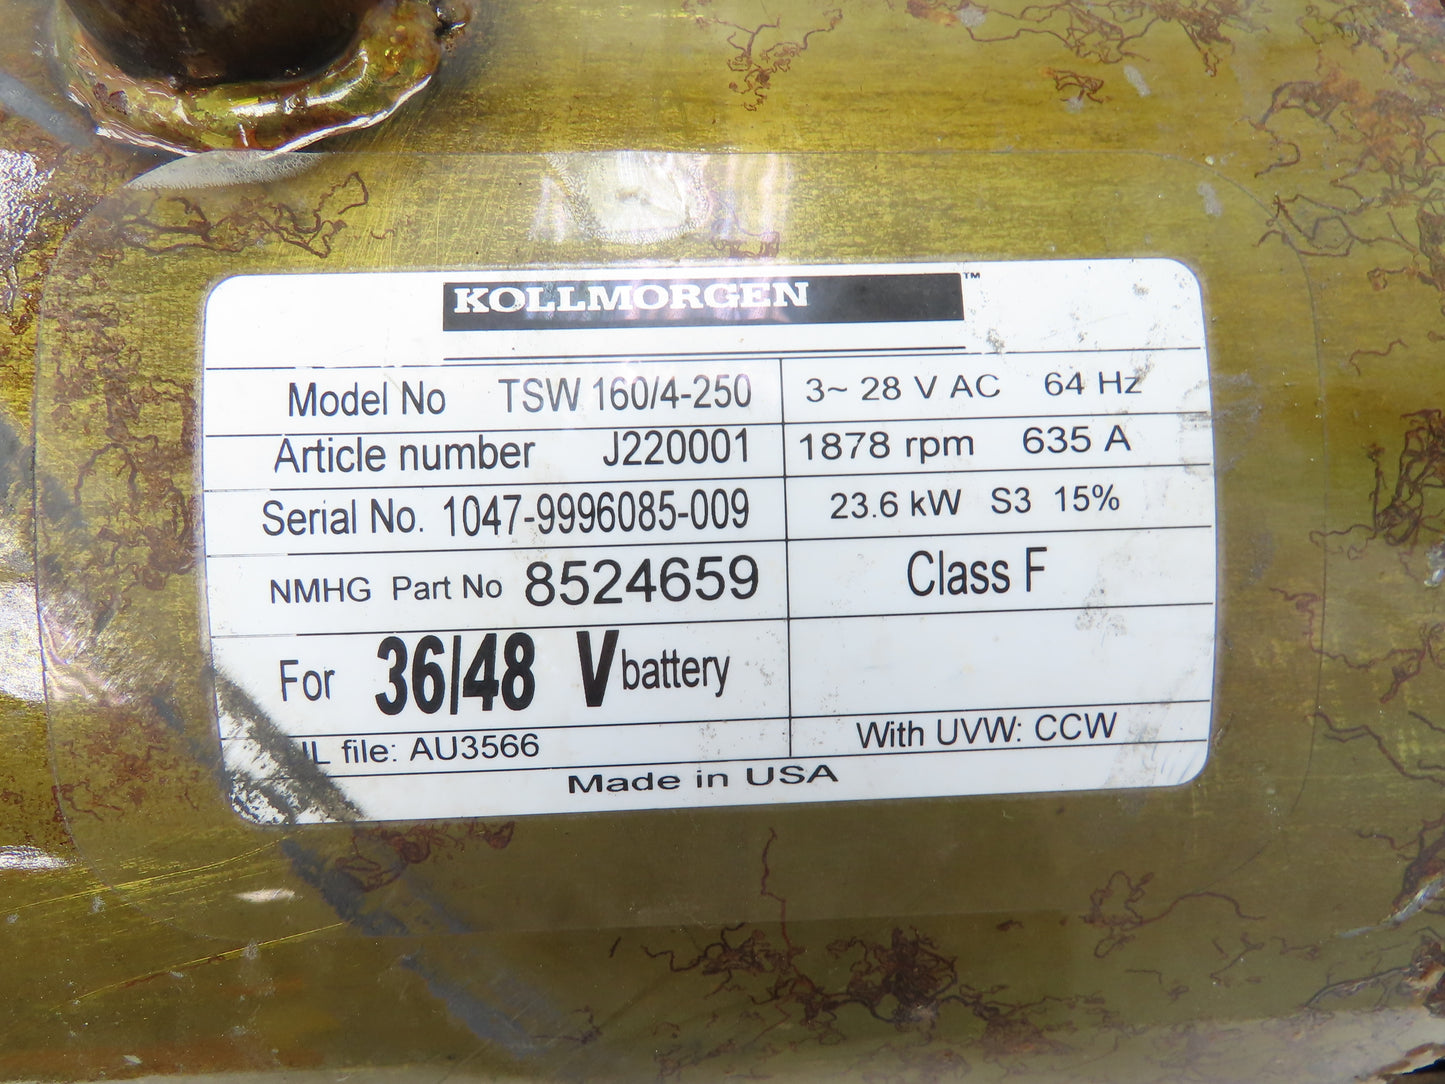 KOLLMORGEN™
Model No TSW 160/4-250 3~ 28 V AC 64 Hz
Article number J220001 1878 rpm 635 A
Serial No. 1047-9996085-009 23.6 kW S3 15%
NMHG Part No 8524659 Class F
For 36/48 V battery
file: AU3566 With UVW: CCW
Made in USA